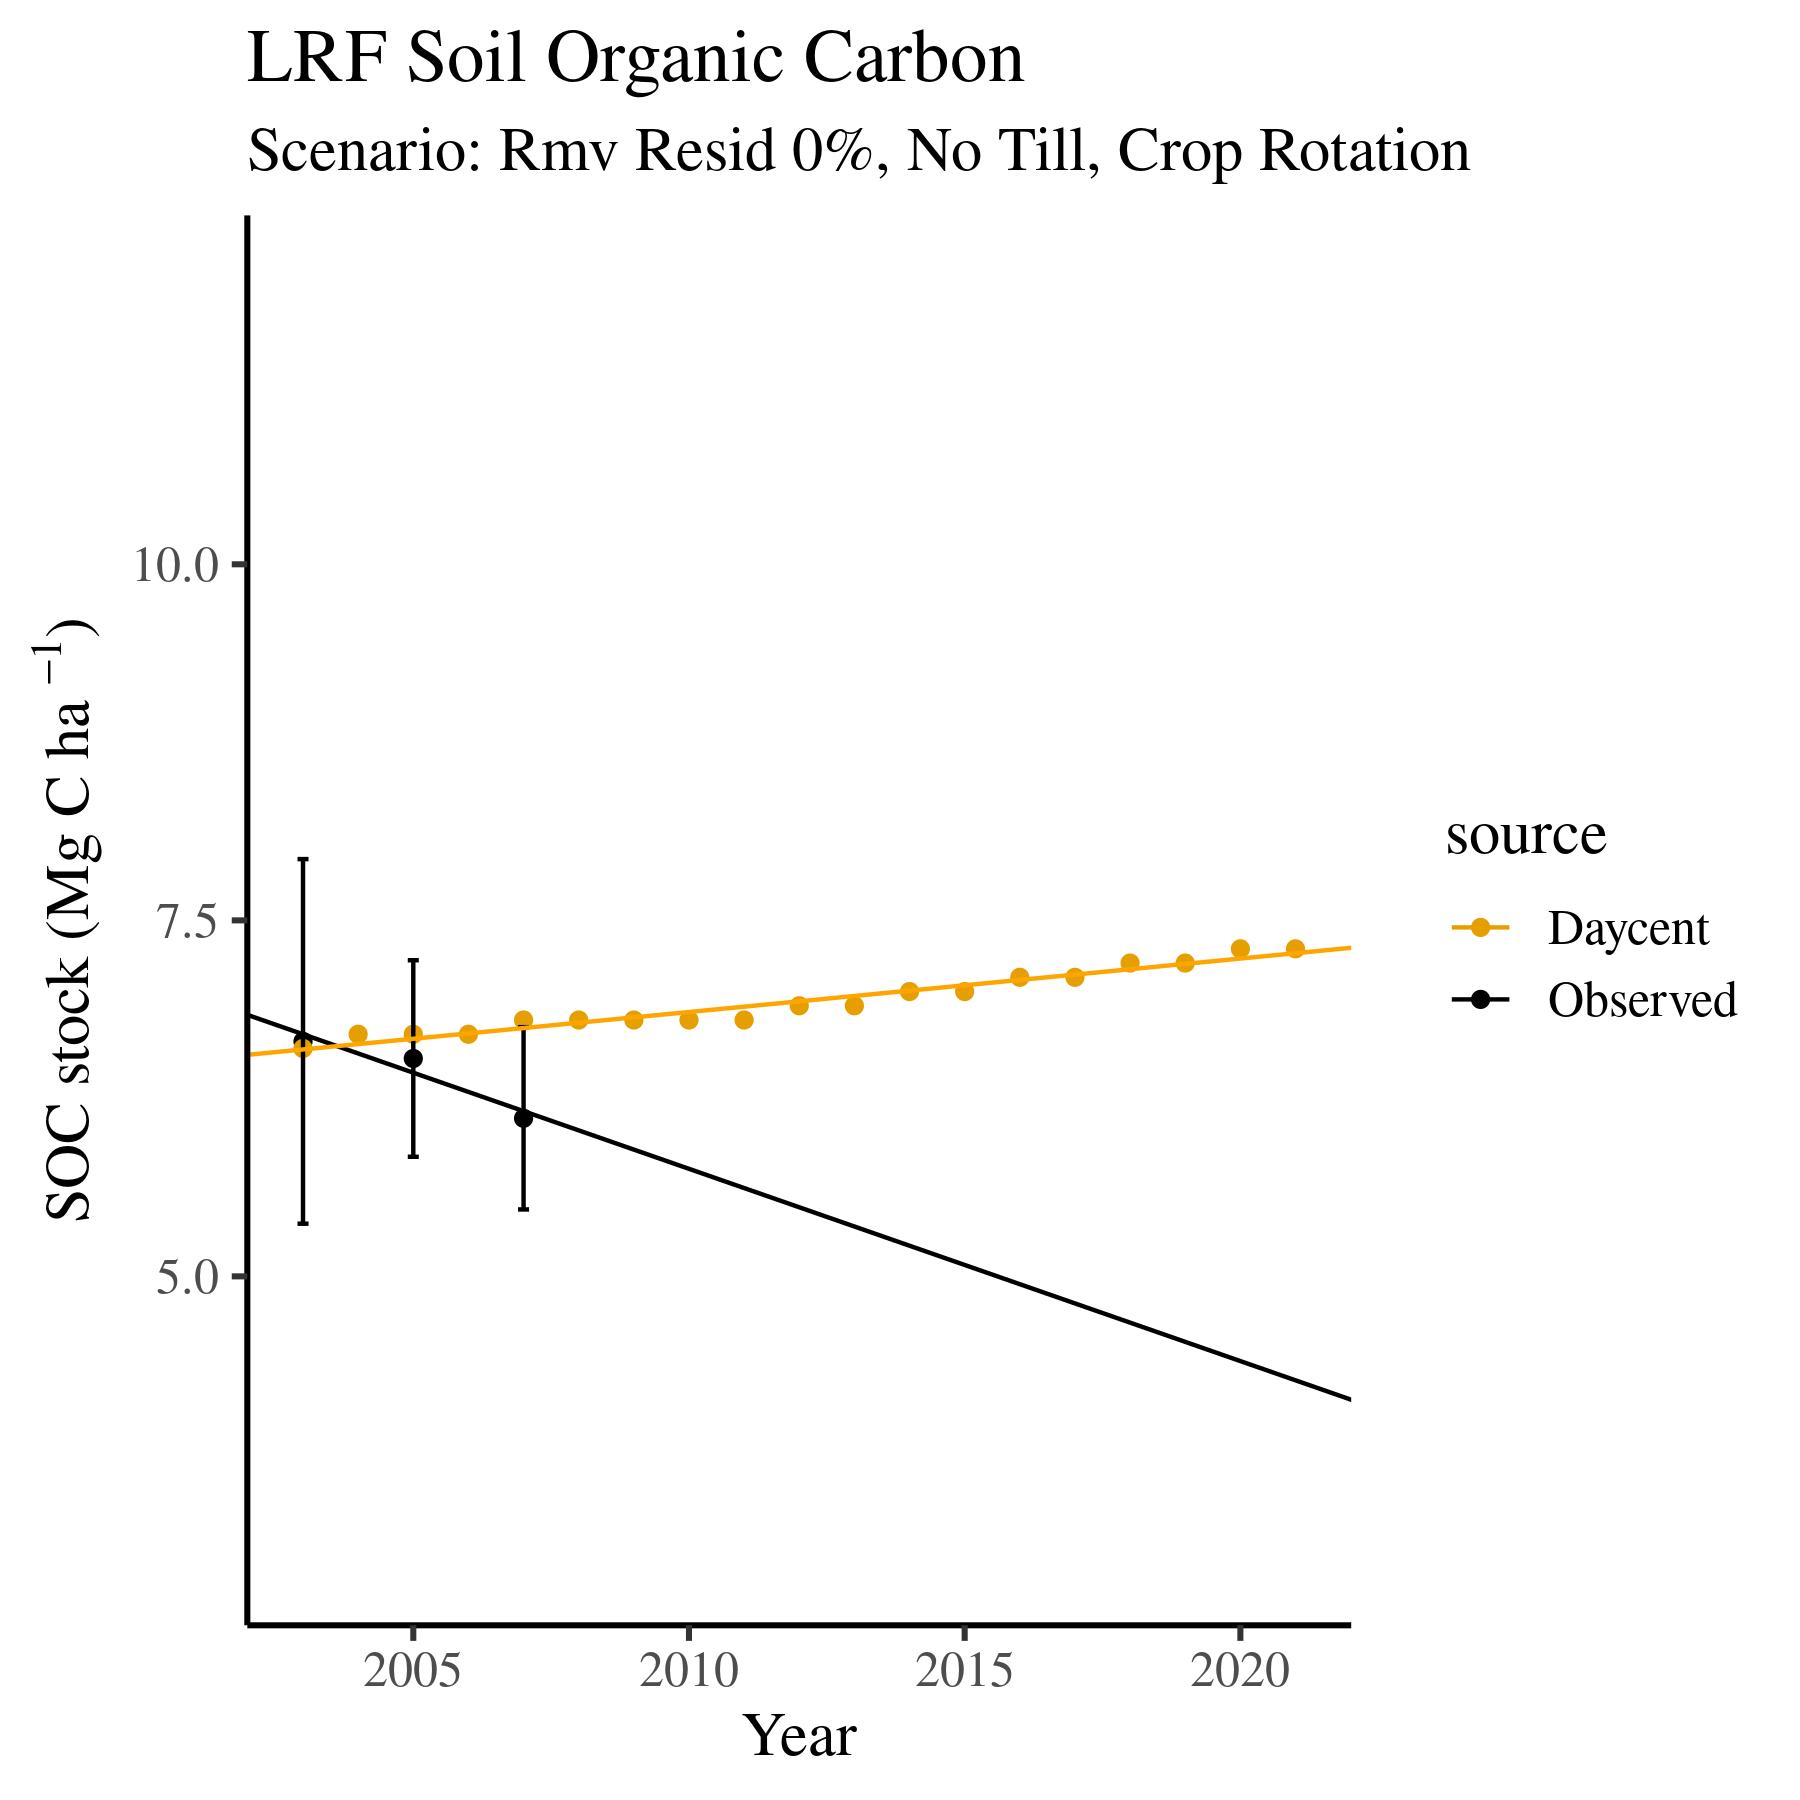 LRF Soil Organic Carbon
Scenario: Rmv Resid 0%, No Till, Crop Rotation
SOC stock (Mg C ha −1)
10.0
7.5
5.0
source
Daycent
Observed
2005 2010 2015 2020
Year